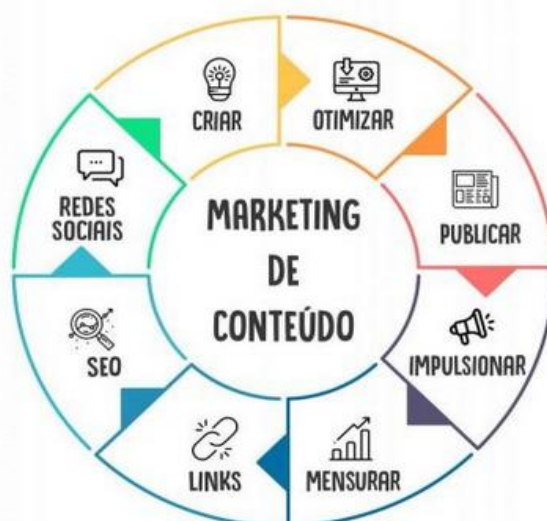 CRIAR
OTIMIZAR
PUBLICAR
IMPULSIONAR
MENSURAR
LINKS
SEO
REDES
SOCIAIS
MARKETING
DE
CONTEÚDO